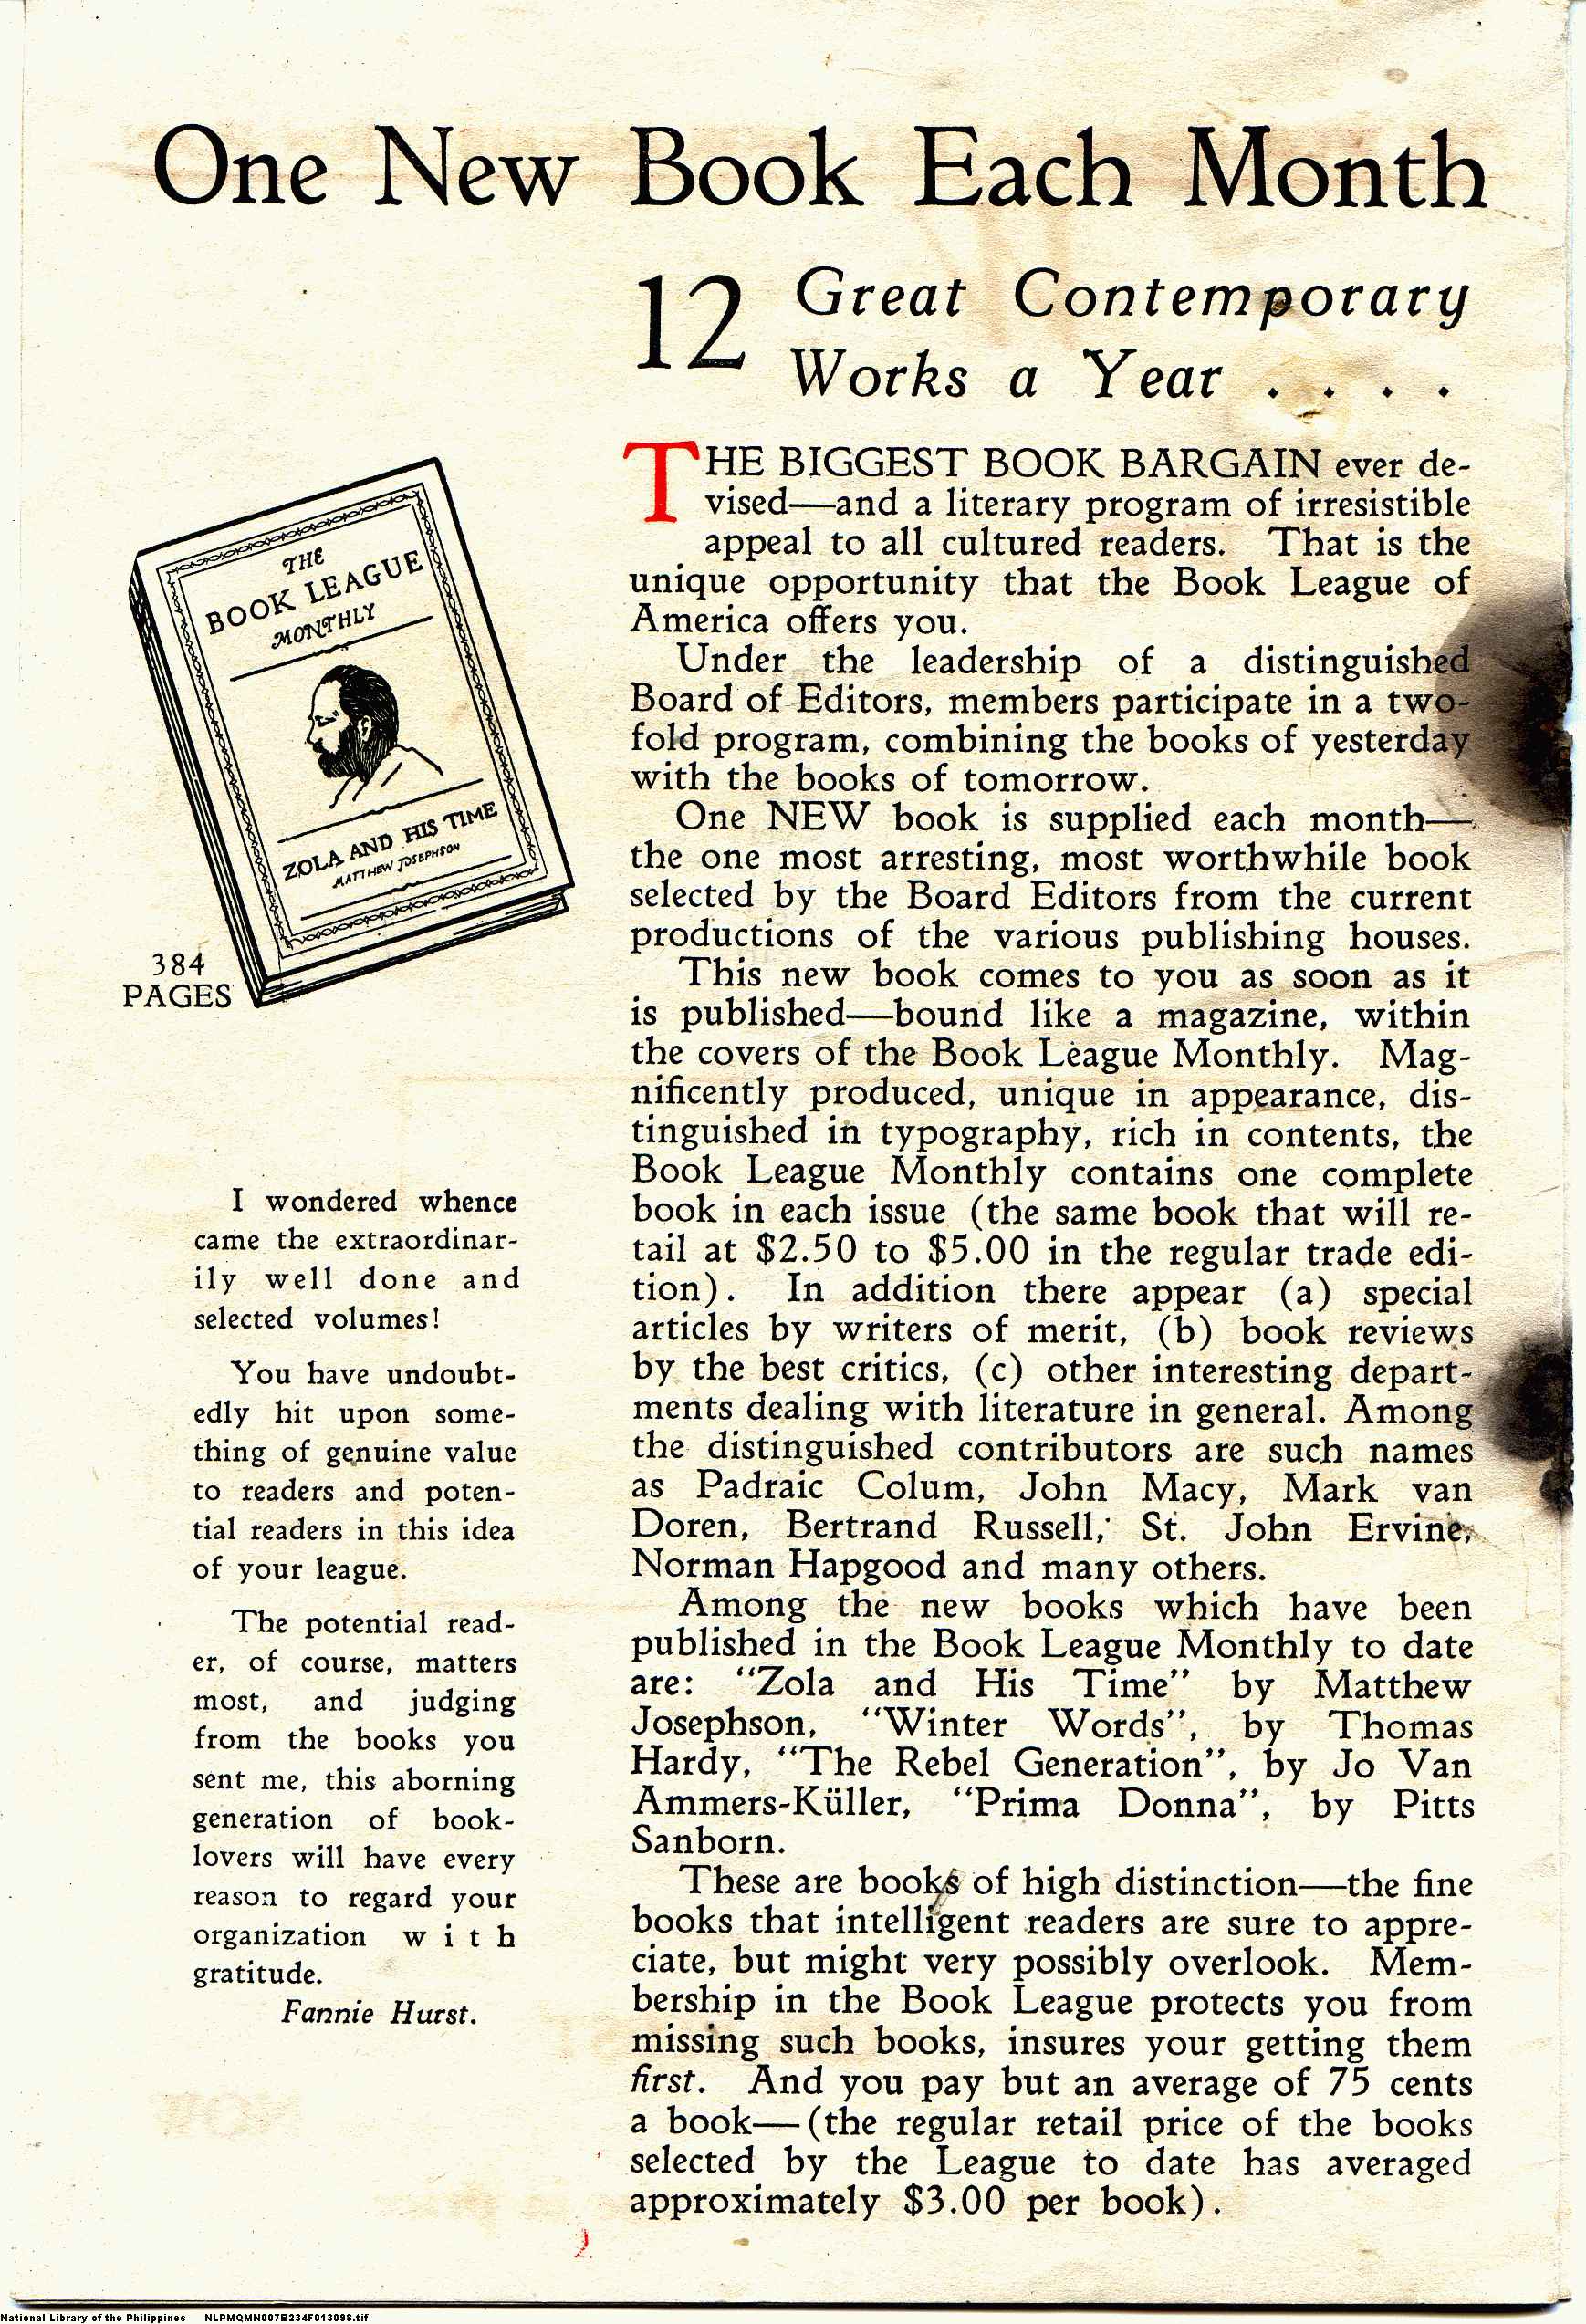 One New Book Each Month
12 Great Contemporary
Works a Year . . . .
THE BIGGEST BOOK BARGAIN ever de-
vised—and a literary program of irresistible
appeal to all cultured readers. That is the
unique opportunity that the Book League of
America offers you.
Under the leadership of a distinguished
Board of Editors, members participate in a two-
fold program, combining the books of yesterday
with the books of tomorrow.
One NEW book is supplied each month—
the one most arresting, most worthwhile book
selected by the Board Editors from the current
productions of the various publishing houses.
This new book comes to you as soon as it
is published—bound like a magazine, within
the covers of the Book League Monthly. Mag-
nificently produced, unique in appearance, dis-
tinguished in typography, rich in contents, the
Book League Monthly contains one complete
book in each issue (the same book that will re-
tail at $2.50 to $5.00 in the regular trade edi-
tion). In addition there appear (a) special
articles by writers of merit, (b) book reviews
by the best critics, (c) other interesting depart-
ments dealing with literature in general. Among
the distinguished contributors are such names
as Padraic Colum, John Macy, Mark van
Doren, Bertrand Russell, St. John Ervine,
Norman Hapgood and many others.
Among the new books which have been
published in the Book League Monthly to date
are: “Zola and His Time” by Matthew
Josephson, “Winter Words”, by Thomas
Hardy, “The Rebel Generation”, by Jo Van
Ammers-Küller, “Prima Donna”, by Pitts
Sanborn.
These are books of high distinction—the fine
books that intelligent readers are sure to appre-
ciate, but might very possibly overlook. Mem-
bership in the Book League protects you from
missing such books, insures your getting them
first. And you pay but an average of 75 cents
a book—(the regular retail price of the books
selected by the League to date has averaged
approximately $3.00 per book).
THE
BOOK LEAGUE
MONTHLY
ZOLA AND HIS TIME
MATTHEW JOSEPHSON
384
PAGES
I wondered whence
came the extraordinar-
ily well done and
selected volumes!
You have undoubt-
edly hit upon some-
thing of genuine value
to readers and poten-
tial readers in this idea
of your league.
The potential read-
er, of course, matters
most, and judging
from the books you
sent me, this aborning
generation of book-
lovers will have every
reason to regard your
organization with
gratitude.
Fannie Hurst.
National Library of the Philippines NLPMQMN007B234F013098.tif